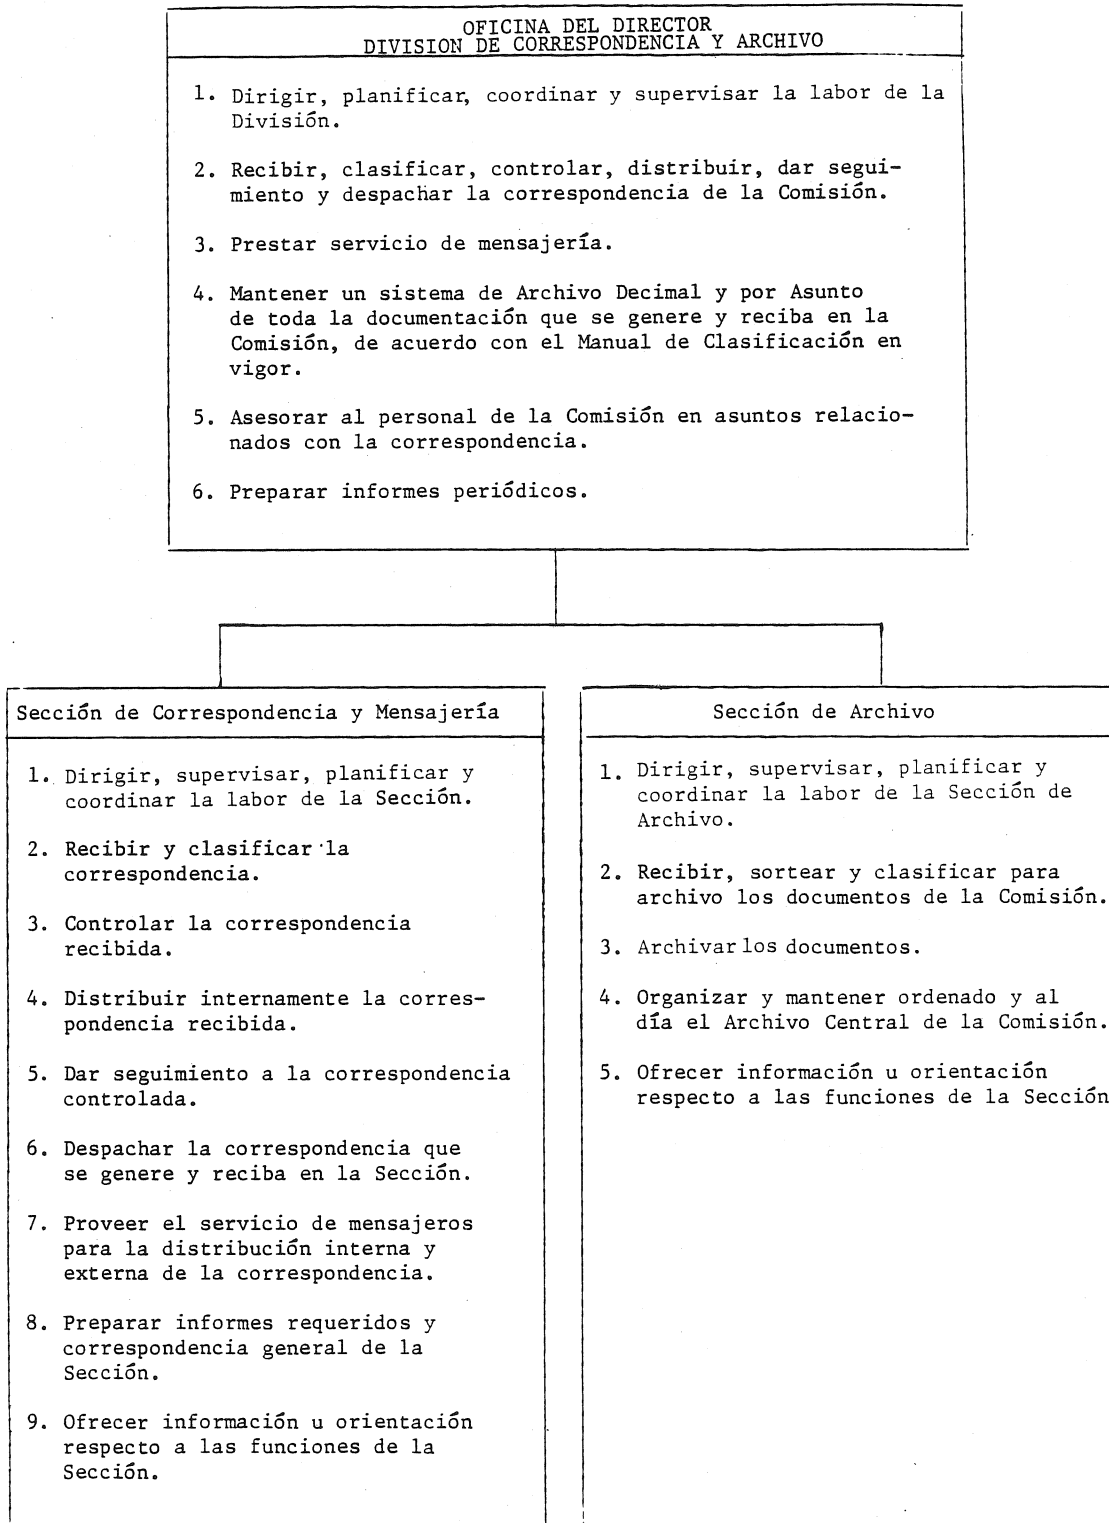 OFICINA DEL DIRECTOR
DIVISION DE CORRESPONDENCIA Y ARCHIVO
1. Dirigir, planificar, coordinar y supervisar la labor de la
División.
2. Recibir, clasificar, controlar, distribuir, dar segui-
miento y despachar la correspondencia de la Comisión.
3. Prestar servicio de mensajería.
4. Mantener un sistema de Archivo Decimal y por Asunto
de toda la documentación que se genere y reciba en la
Comisión, de acuerdo con el Manual de Clasificación en
vigor.
5. Asesorar al personal de la Comisión en asuntos relacio-
nados con la correspondencia.
6. Preparar informes periódicos.
Sección de Correspondencia y Mensajería
1. Dirigir, supervisar, planificar y
coordinar la labor de la Sección.
2. Recibir y clasificar la
correspondencia.
3. Controlar la correspondencia
recibida.
4. Distribuir internamente la corres-
pondencia recibida.
5. Dar seguimiento a la correspondencia
controlada.
6. Despachar la correspondencia que
se genere y reciba en la Sección.
7. Proveer el servicio de mensajeros
para la distribución interna y
externa de la correspondencia.
8. Preparar informes requeridos y
correspondencia general de la
Sección.
9. Ofrecer información u orientación
respecto a las funciones de la
Sección.
Sección de Archivo
1. Dirigir, supervisar, planificar y
coordinar la labor de la Sección de
Archivo.
2. Recibir, sortear y clasificar para
archivo los documentos de la Comisión.
3. Archivar los documentos.
4. Organizar y mantener ordenado y al
día el Archivo Central de la Comisión.
5. Ofrecer información u orientación
respecto a las funciones de la Sección